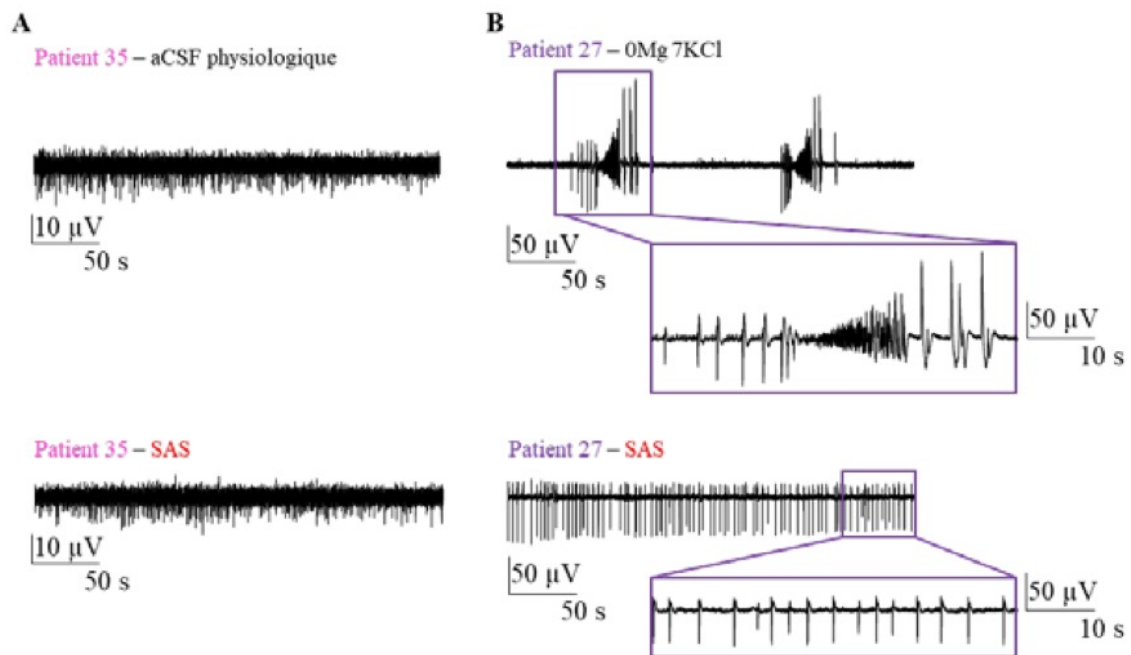 A
Patient 35 – aCSF physiologique
10 µV
50 s
Patient 35 – SAS
10 µV
50 s
B
Patient 27 – 0Mg 7KCl
50 µV
50 s
50 µV
10 s
Patient 27 – SAS
50 µV
50 s
50 µV
10 s